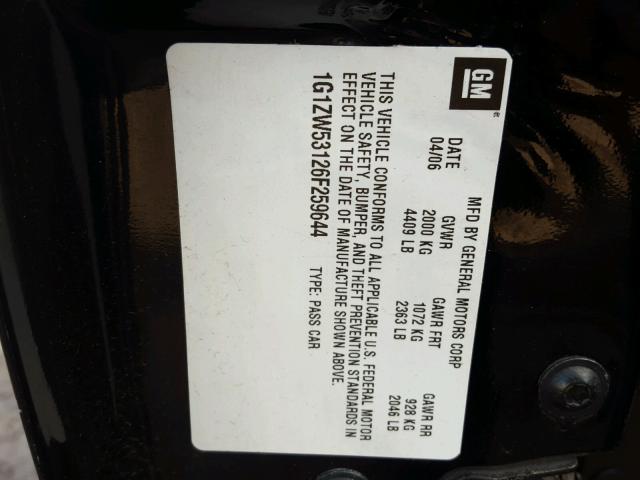 GM
MFD BY GENERAL MOTORS CORP
DATE GVWR GAWR FRT GAWR RR
04/06 2000 KG 1072 KG 928 KG
4409 LB 2363 LB 2046 LB
THIS VEHICLE CONFORMS TO ALL APPLICABLE U.S. FEDERAL MOTOR
VEHICLE SAFETY, BUMPER, AND THEFT PREVENTION STANDARDS IN
EFFECT ON THE DATE OF MANUFACTURE SHOWN ABOVE.
1G1ZW53126F259644 TYPE: PASS CAR